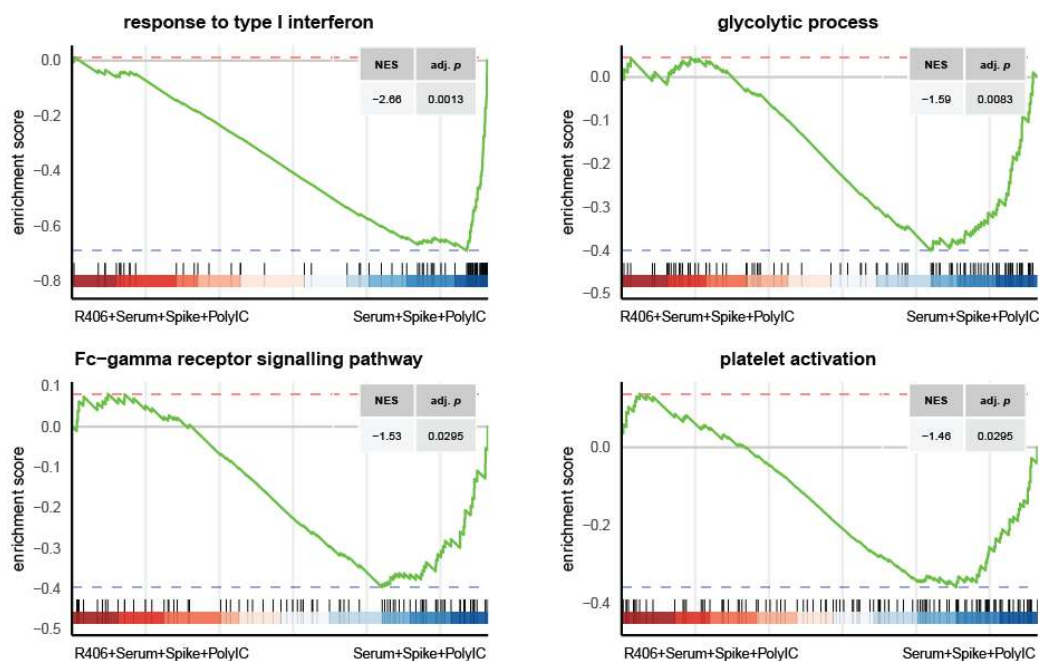 response to type I interferon
enrichment score
0.0
−0.2
−0.4
−0.6
−0.8
NES adj. p
−2.66 0.0013
R406+Serum+Spike+PolyIC Serum+Spike+PolyIC
glycolytic process
enrichment score
0.0
−0.1
−0.2
−0.3
−0.4
−0.5
NES adj. p
−1.59 0.0083
R406+Serum+Spike+PolyIC Serum+Spike+PolyIC
Fc−gamma receptor signalling pathway
enrichment score
0.1
0.0
−0.1
−0.2
−0.3
−0.4
−0.5
NES adj. p
−1.53 0.0295
R406+Serum+Spike+PolyIC Serum+Spike+PolyIC
platelet activation
enrichment score
0.0
−0.2
−0.4
NES adj. p
−1.46 0.0295
R406+Serum+Spike+PolyIC Serum+Spike+PolyIC